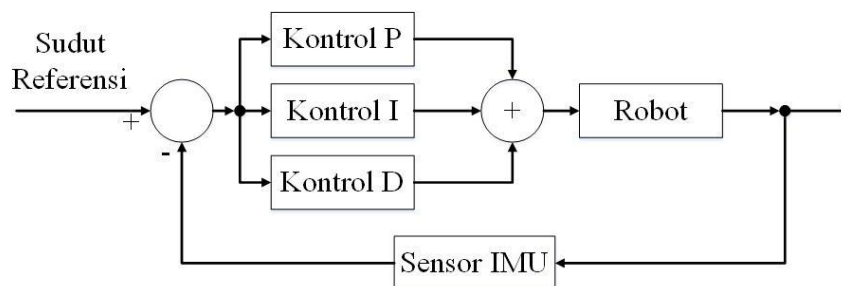 Sudut
Referensi
+
-
Kontrol P
Kontrol I
Kontrol D
+
Robot
Sensor IMU